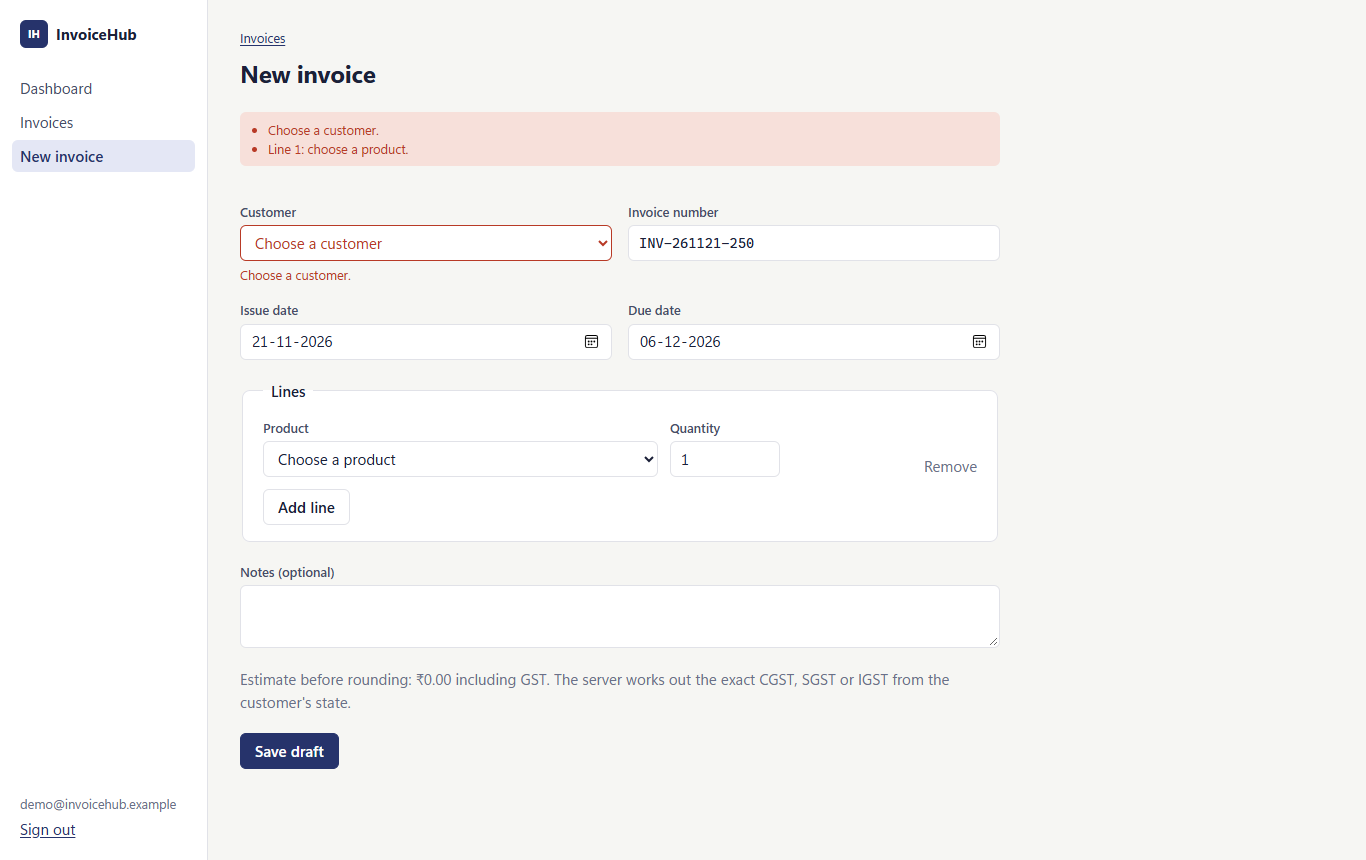 IH InvoiceHub
Dashboard
Invoices
New invoice
demo@invoicehub.example
Sign out
Invoices
New invoice
Choose a customer.
Line 1: choose a product.
Customer
Choose a customer
Choose a customer.
Invoice number
INV-261121-250
Issue date
21-11-2026
Due date
06-12-2026
Lines
Product
Choose a product
Quantity
1
Remove
Add line
Notes (optional)
Estimate before rounding: ₹0.00 including GST. The server works out the exact CGST, SGST or IGST from the
customer's state.
Save draft